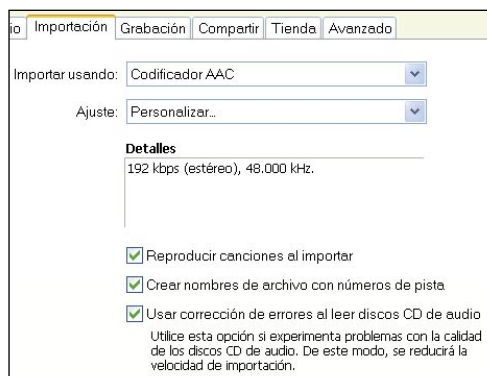 io Importación Grabación Compartir Tienda Avanzado
Importar usando: Codificador AAC
Ajuste: Personalizar...
Detalles
192 kbps (estéreo), 48.000 kHz.
Reproducir canciones al importar
Crear nombres de archivo con números de pista
Usar corrección de errores al leer discos CD de audio
Utilice esta opción si experimenta problemas con la calidad
de los discos CD de audio. De este modo, se reducirá la
velocidad de importación.